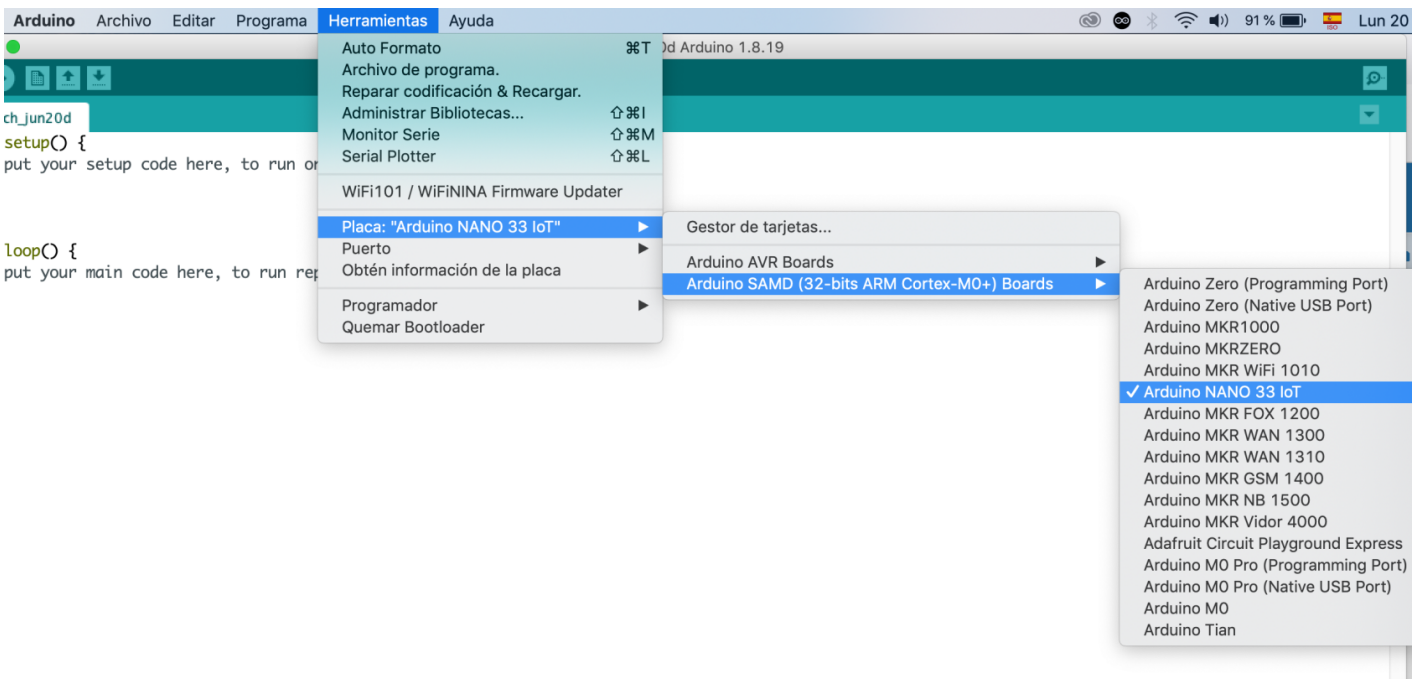 Arduino Archivo Editar Programa Herramientas Ayuda 91 % ISO Lun 20
d Arduino 1.8.19
ch_jun20d
setup() {
put your setup code here, to run or
loop() {
put your main code here, to run rep
Auto Formato ⌘T
Archivo de programa.
Reparar codificación & Recargar.
Administrar Bibliotecas... ⇧⌘I
Monitor Serie ⇧⌘M
Serial Plotter ⇧⌘L
WiFi101 / WiFiNINA Firmware Updater
Placa: "Arduino NANO 33 IoT"
Puerto
Obtén información de la placa
Programador
Quemar Bootloader
Gestor de tarjetas...
Arduino AVR Boards
Arduino SAMD (32-bits ARM Cortex-M0+) Boards
Arduino Zero (Programming Port)
Arduino Zero (Native USB Port)
Arduino MKR1000
Arduino MKRZERO
Arduino MKR WiFi 1010
✓ Arduino NANO 33 IoT
Arduino MKR FOX 1200
Arduino MKR WAN 1300
Arduino MKR WAN 1310
Arduino MKR GSM 1400
Arduino MKR NB 1500
Arduino MKR Vidor 4000
Adafruit Circuit Playground Express
Arduino M0 Pro (Programming Port)
Arduino M0 Pro (Native USB Port)
Arduino M0
Arduino Tian